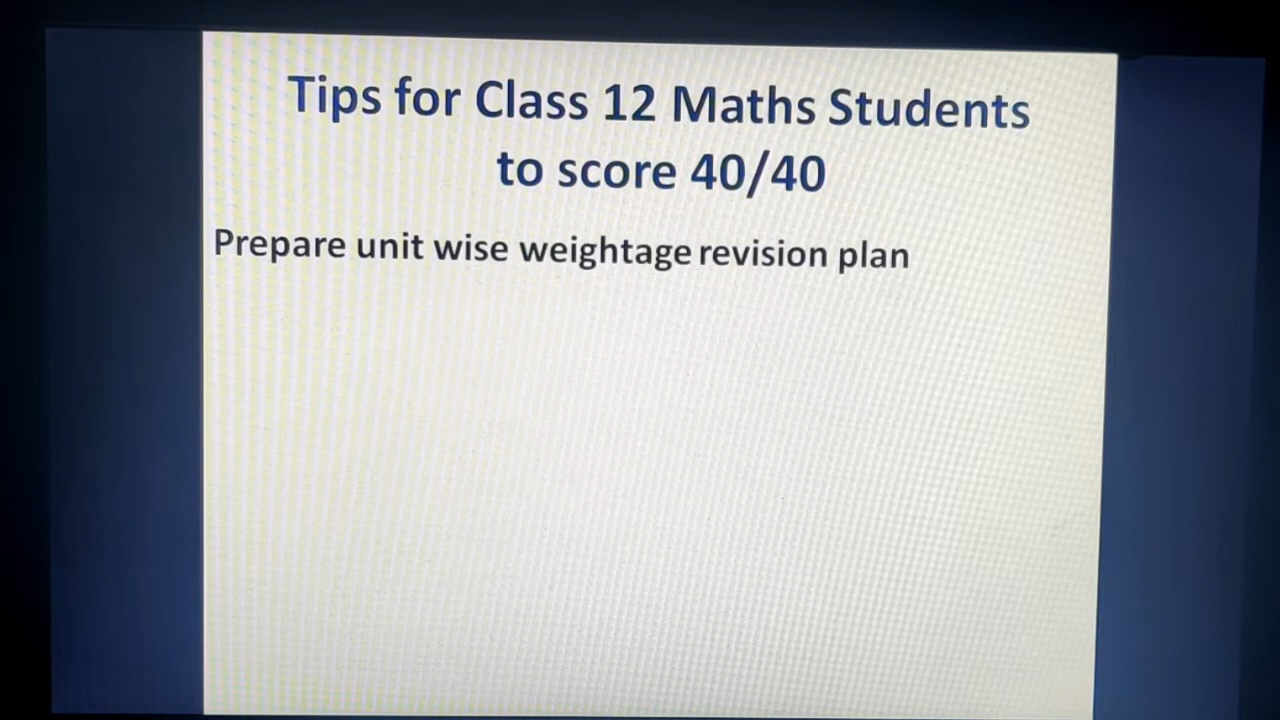 Tips for Class 12 Maths Students
to score 40/40
Prepare unit wise weightage revision plan